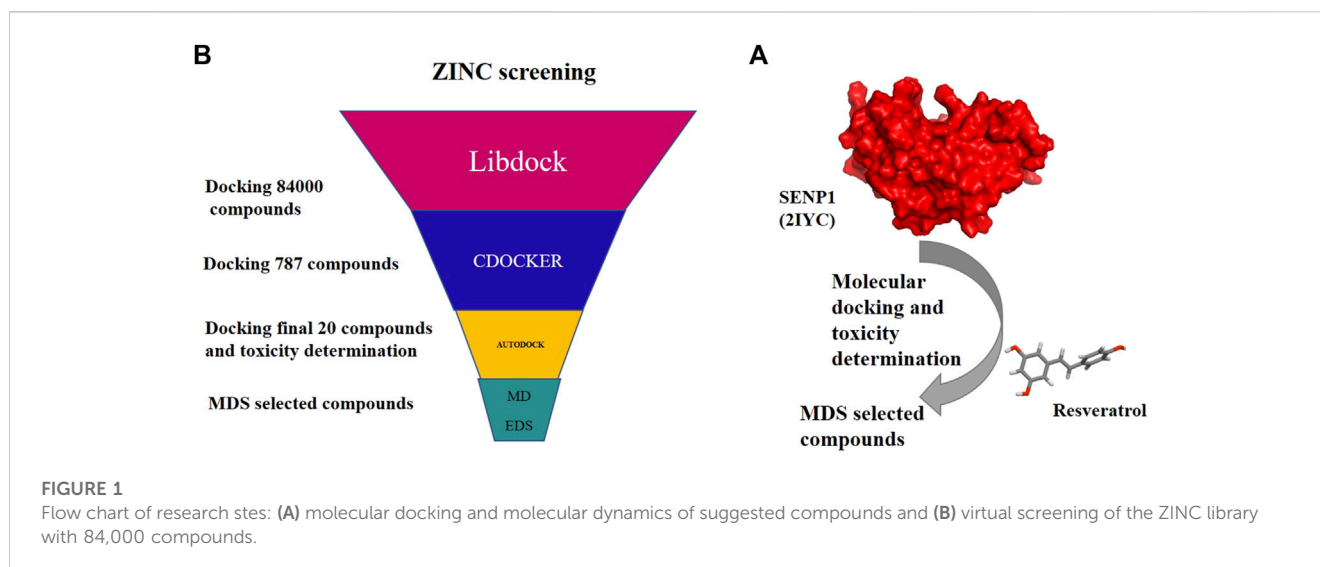 B
ZINC screening
Libdock
Docking 84000
compounds
CDOCKER
Docking 787 compounds
AUTODOCK
Docking final 20 compounds
and toxicity determination
MD
EDS
MDS selected compounds
A
SENP1
(2IYC)
Molecular
docking and
toxicity
determination
Resveratrol
MDS selected
compounds
FIGURE 1
Flow chart of research stes: (A) molecular docking and molecular dynamics of suggested compounds and (B) virtual screening of the ZINC library
with 84,000 compounds.